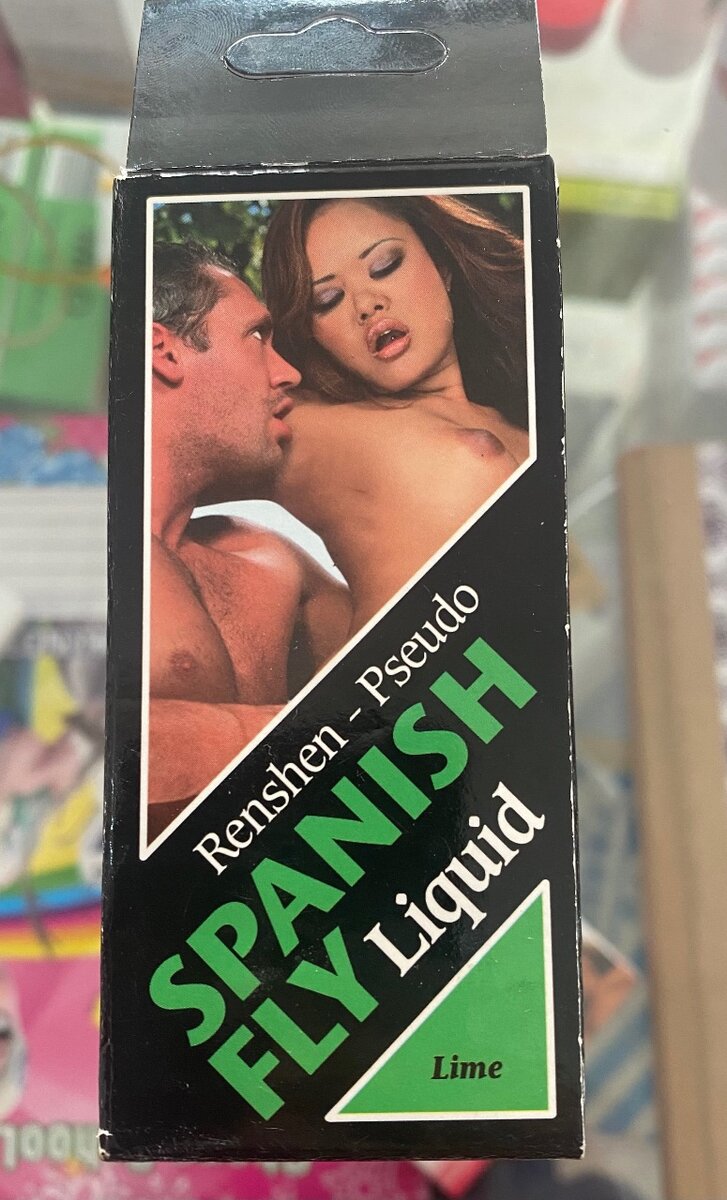 Renshen - Pseudo
SPANISH
FLY Liquid
Lime